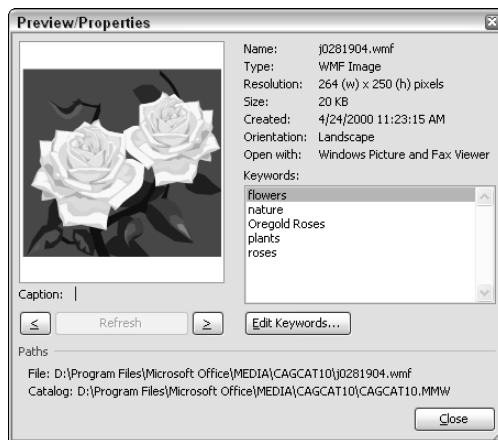 Preview/Properties
Name: j0281904.wmf
Type: WMF Image
Resolution: 264 (w) x 250 (h) pixels
Size: 20 KB
Created: 4/24/2000 11:23:15 AM
Orientation: Landscape
Open with: Windows Picture and Fax Viewer
Keywords:
flowers
nature
Oregold Roses
plants
roses
Caption:
< Refresh > Edit Keywords...
Paths
File: D:\Program Files\Microsoft Office\MEDIA\CAGCAT10\j0281904.wmf
Catalog: D:\Program Files\Microsoft Office\MEDIA\CAGCAT10\CAGCAT10.MMW
Close